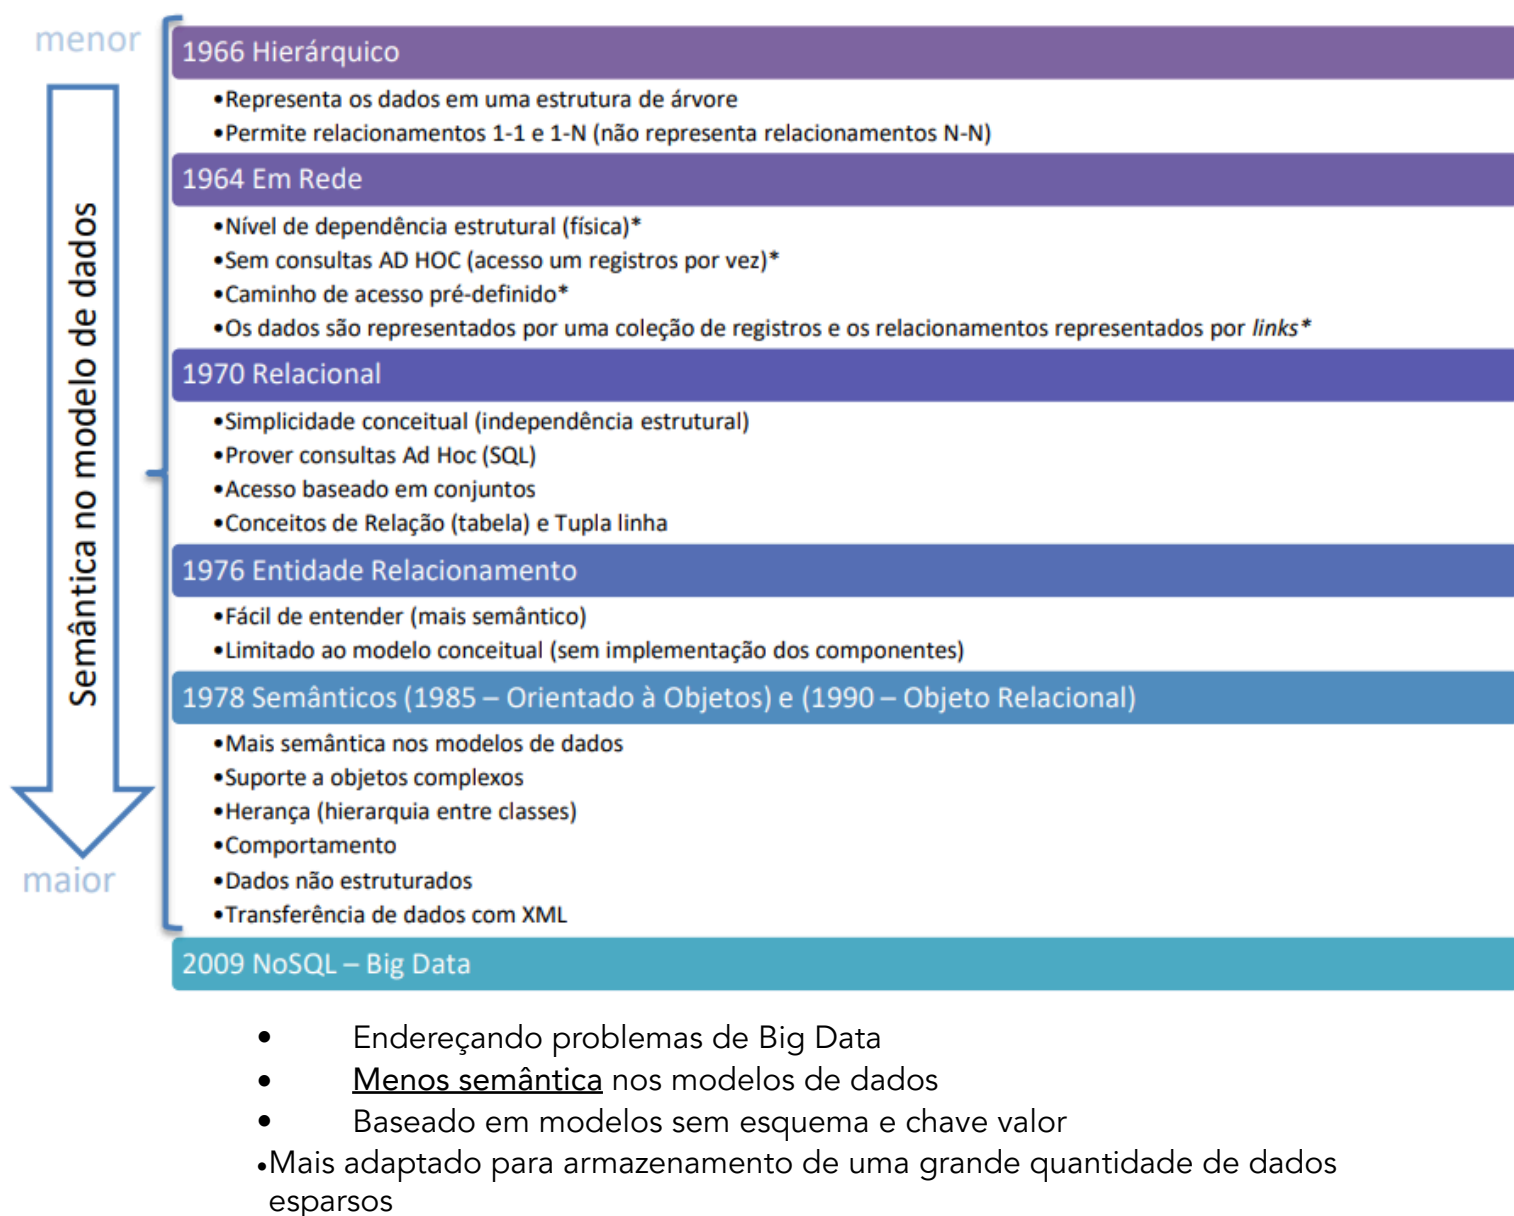 menor
Semântica no modelo de dados
maior
1966 Hierárquico
•Representa os dados em uma estrutura de árvore
•Permite relacionamentos 1-1 e 1-N (não representa relacionamentos N-N)
1964 Em Rede
•Nível de dependência estrutural (física)*
•Sem consultas AD HOC (acesso um registros por vez)*
•Caminho de acesso pré-definido*
•Os dados são representados por uma coleção de registros e os relacionamentos representados por links*
1970 Relacional
•Simplicidade conceitual (independência estrutural)
•Prover consultas Ad Hoc (SQL)
•Acesso baseado em conjuntos
•Conceitos de Relação (tabela) e Tupla linha
1976 Entidade Relacionamento
•Fácil de entender (mais semântico)
•Limitado ao modelo conceitual (sem implementação dos componentes)
1978 Semânticos (1985 – Orientado à Objetos) e (1990 – Objeto Relacional)
•Mais semântica nos modelos de dados
•Suporte a objetos complexos
•Herança (hierarquia entre classes)
•Comportamento
•Dados não estruturados
•Transferência de dados com XML
2009 NoSQL – Big Data
• Endereçando problemas de Big Data
• Menos semântica nos modelos de dados
• Baseado em modelos sem esquema e chave valor
•Mais adaptado para armazenamento de uma grande quantidade de dados
esparsos